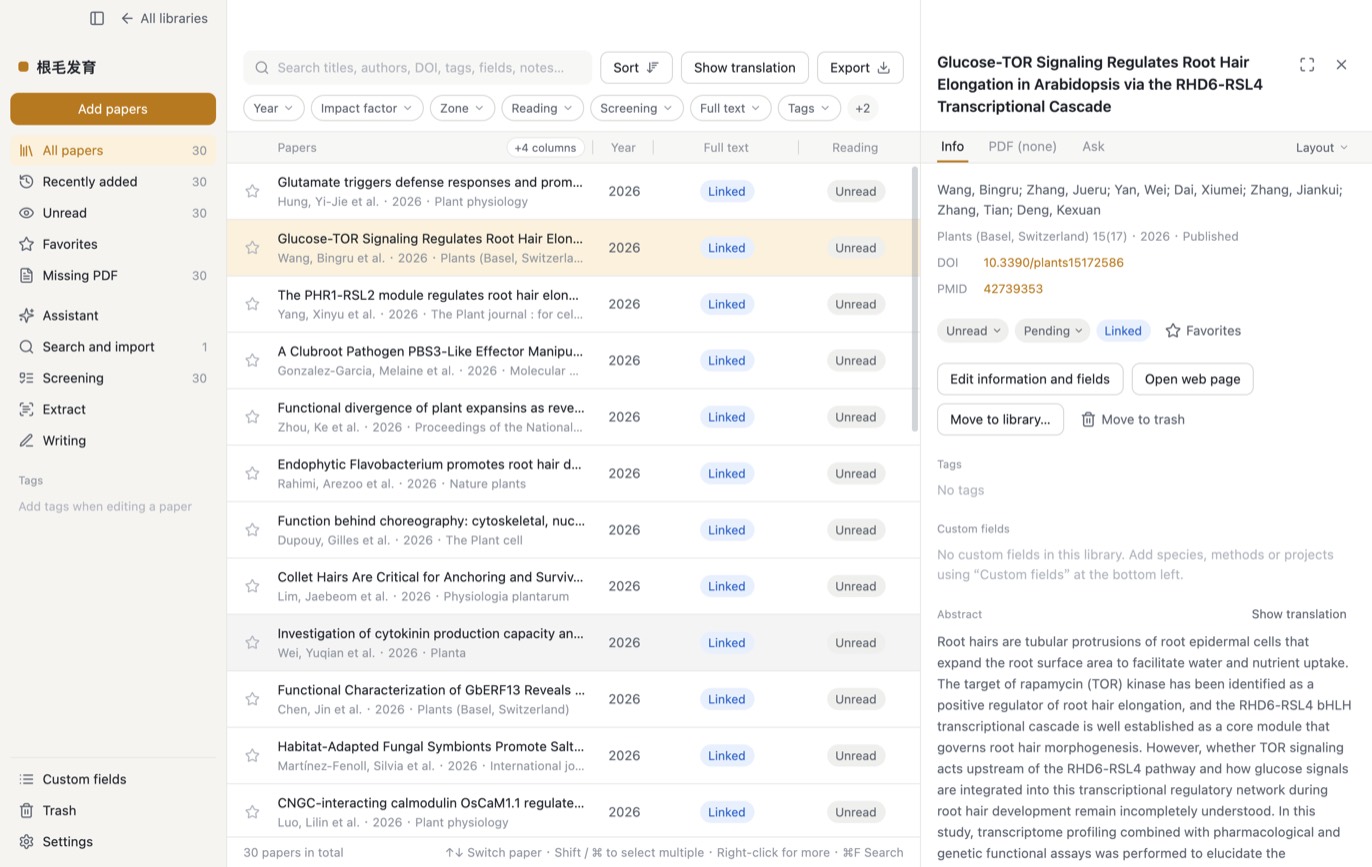 All libraries
根毛发育
Add papers
All papers 30
Recently added 30
Unread 30
Favorites
Missing PDF 30
Assistant
Search and import 1
Screening 30
Extract
Writing
Tags
Add tags when editing a paper
Custom fields
Trash
Settings
Search titles, authors, DOI, tags, fields, notes...
Sort
Show translation
Export
Year
Impact factor
Zone
Reading
Screening
Full text
Tags
+2
Papers +4 columns Year Full text Reading
Glutamate triggers defense responses and prom... 2026 Linked Unread
Hung, Yi-Jie et al. · 2026 · Plant physiology
Glucose-TOR Signaling Regulates Root Hair Elon... 2026 Linked Unread
Wang, Bingru et al. · 2026 · Plants (Basel, Switzerla...
The PHR1-RSL2 module regulates root hair elon... 2026 Linked Unread
Yang, Xinyu et al. · 2026 · The Plant journal : for cel...
A Clubroot Pathogen PBS3-Like Effector Manipu... 2026 Linked Unread
Gonzalez-Garcia, Melaine et al. · 2026 · Molecular ...
Functional divergence of plant expansins as reve... 2026 Linked Unread
Zhou, Ke et al. · 2026 · Proceedings of the National...
Endophytic Flavobacterium promotes root hair d... 2026 Linked Unread
Rahimi, Arezoo et al. · 2026 · Nature plants
Function behind choreography: cytoskeletal, nuc... 2026 Linked Unread
Dupouy, Gilles et al. · 2026 · The Plant cell
Collet Hairs Are Critical for Anchoring and Surviv... 2026 Linked Unread
Lim, Jaebeom et al. · 2026 · Physiologia plantarum
Investigation of cytokinin production capacity an... 2026 Linked Unread
Wei, Yuqian et al. · 2026 · Planta
Functional Characterization of GbERF13 Reveals ... 2026 Linked Unread
Chen, Jin et al. · 2026 · Plants (Basel, Switzerland)
Habitat-Adapted Fungal Symbionts Promote Salt... 2026 Linked Unread
Martínez-Fenoll, Silvia et al. · 2026 · International jo...
CNGC-interacting calmodulin OsCaM1.1 regulate... 2026 Linked Unread
Luo, Lilin et al. · 2026 · Plant physiology
30 papers in total ↑↓ Switch paper · Shift / ⌘ to select multiple · Right-click for more · ⌘F Search
Glucose-TOR Signaling Regulates Root Hair
Elongation in Arabidopsis via the RHD6-RSL4
Transcriptional Cascade
Info PDF (none) Ask Layout
Wang, Bingru; Zhang, Jueru; Yan, Wei; Dai, Xiumei; Zhang, Jiankui;
Zhang, Tian; Deng, Kexuan
Plants (Basel, Switzerland) 15(17) · 2026 · Published
DOI 10.3390/plants15172586
PMID 42739353
Unread Pending Linked Favorites
Edit information and fields Open web page
Move to library... Move to trash
Tags
No tags
Custom fields
No custom fields in this library. Add species, methods or projects
using “Custom fields” at the bottom left.
Abstract Show translation
Root hairs are tubular protrusions of root epidermal cells that
expand the root surface area to facilitate water and nutrient uptake.
The target of rapamycin (TOR) kinase has been identified as a
positive regulator of root hair elongation, and the RHD6-RSL4 bHLH
transcriptional cascade is well established as a core module that
governs root hair morphogenesis. However, whether TOR signaling
acts upstream of the RHD6-RSL4 pathway and how glucose signals
are integrated into this transcriptional regulatory network during
root hair development remain incompletely understood. In this
study, transcriptome profiling combined with pharmacological and
genetic functional assays was performed to elucidate the